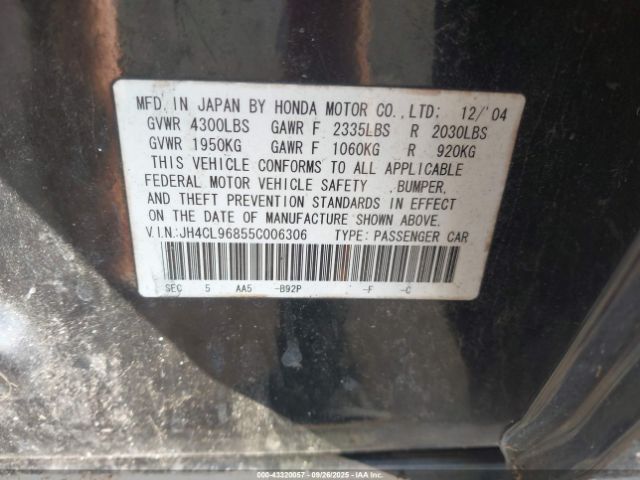 MFD. IN JAPAN BY HONDA MOTOR CO., LTD; 12/'04
GVWR 4300LBS GAWR F 2335LBS R 2030LBS
GVWR 1950KG GAWR F 1060KG R 920KG
THIS VEHICLE CONFORMS TO ALL APPLICABLE
FEDERAL MOTOR VEHICLE SAFETY ,BUMPER,
AND THEFT PREVENTION STANDARDS IN EFFECT
ON THE DATE OF MANUFACTURE SHOWN ABOVE.
V.I.N:JH4CL96855C006306 TYPE: PASSENGER CAR
SEC 5 AA5 -B92P -F -C
000-43320057 - 09/26/2025 - IAAI.COM